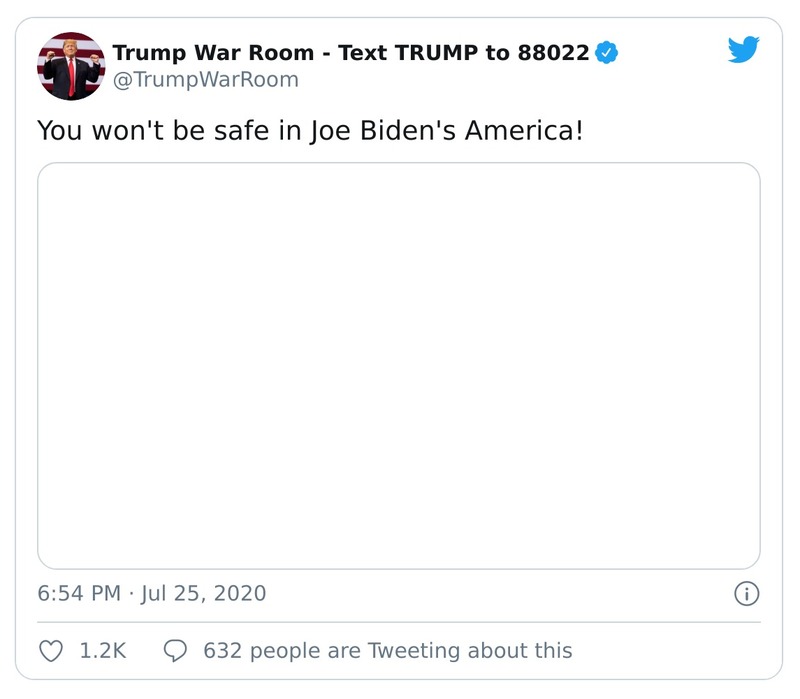 Trump War Room - Text TRUMP to 88022
@TrumpWarRoom
You won't be safe in Joe Biden's America!
6:54 PM · Jul 25, 2020
1.2K 632 people are Tweeting about this